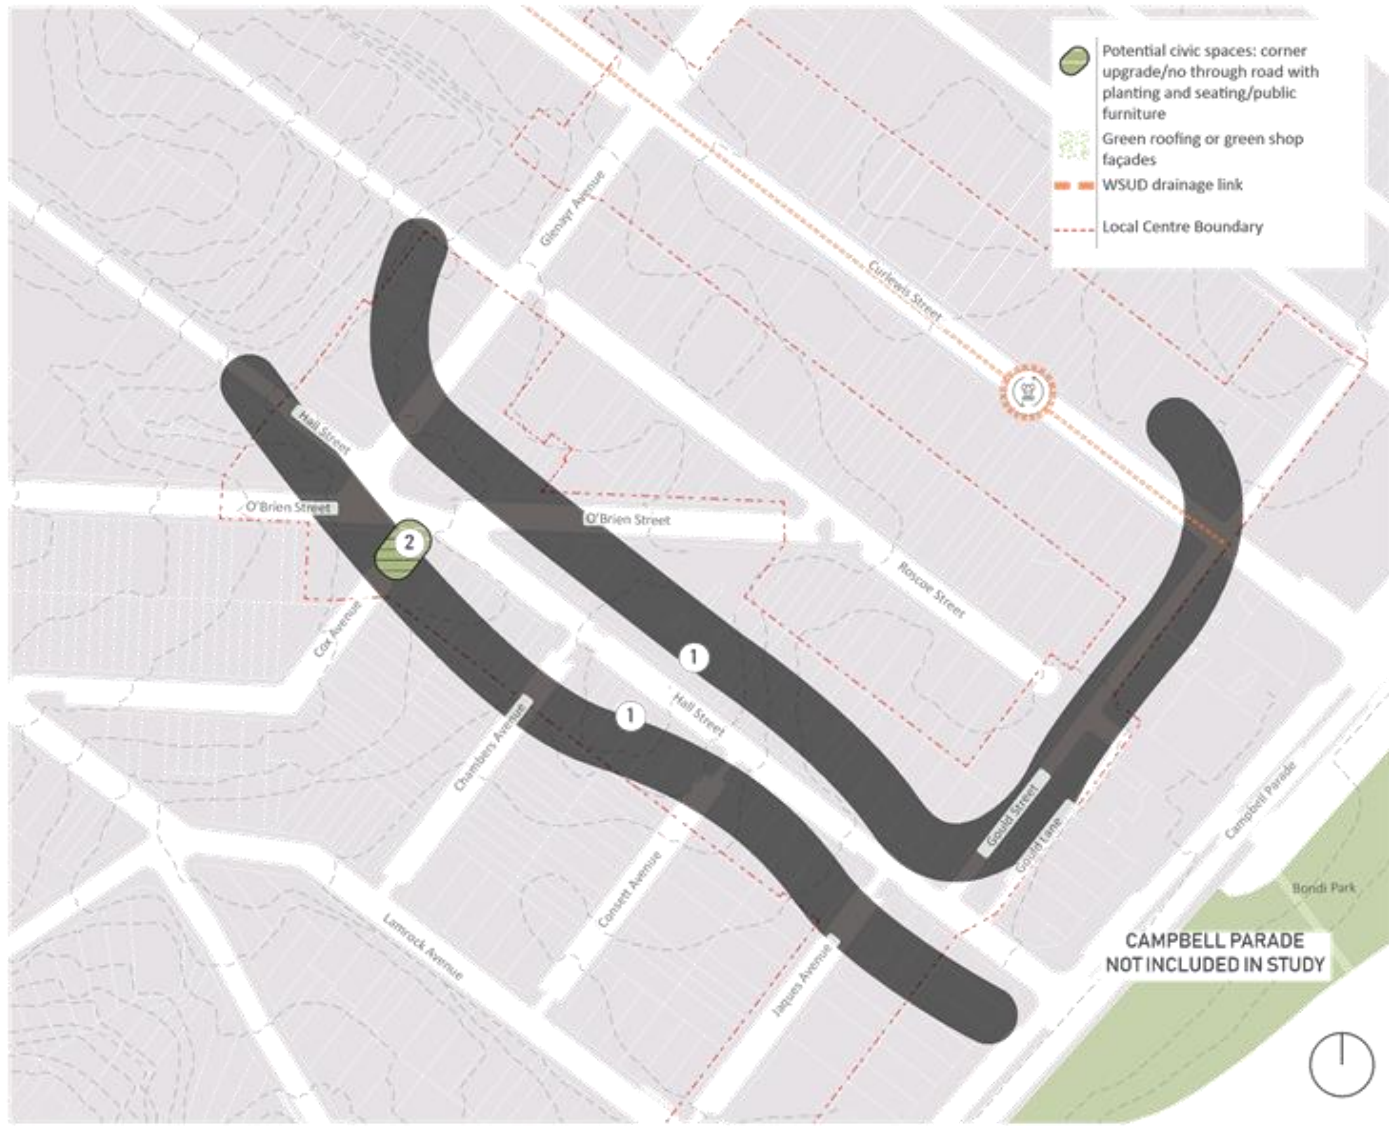 Potential civic spaces: corner
upgrade/no through road with
planting and seating/public
furniture
Green roofing or green shop
façades
WSUD drainage link
Local Centre Boundary
Glenayr Avenue
Curlewis Street
Hall Street
O'Brien Street
O'Brien Street
2
Roscoe Street
Cox Avenue
1
1
Hall Street
Chambers Avenue
Gould Street
Gould Lane
Campbell Parade
Consett Avenue
Bondi Park
Lamrock Avenue
CAMPBELL PARADE
NOT INCLUDED IN STUDY
Jaques Avenue